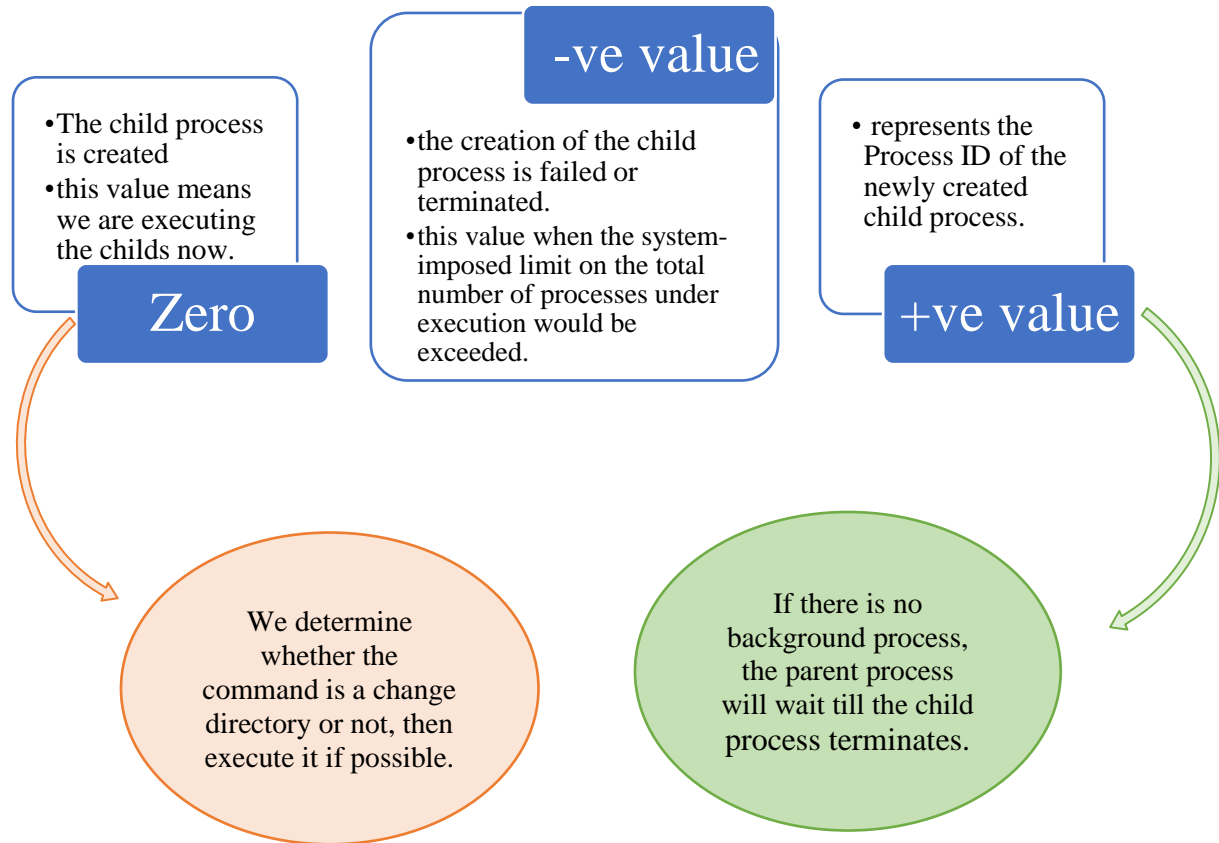 •The child process
is created
•this value means
we are executing
the childs now.
Zero
-ve value
•the creation of the child
process is failed or
terminated.
•this value when the system-
imposed limit on the total
number of processes under
execution would be
exceeded.
• represents the
Process ID of the
newly created
child process.
+ve value
We determine
whether the
command is a change
directory or not, then
execute it if possible.
If there is no
background process,
the parent process
will wait till the child
process terminates.